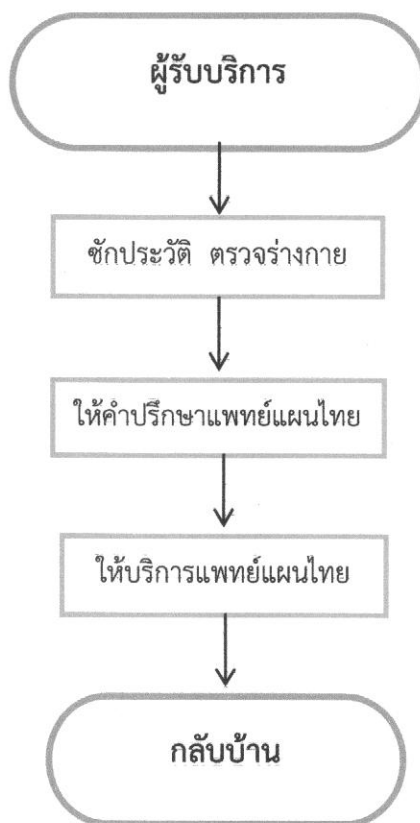 ผู้รับบริการ
ซักประวัติ ตรวจร่างกาย
ให้คำปรึกษาแพทย์แผนไทย
ให้บริการแพทย์แผนไทย
กลับบ้าน